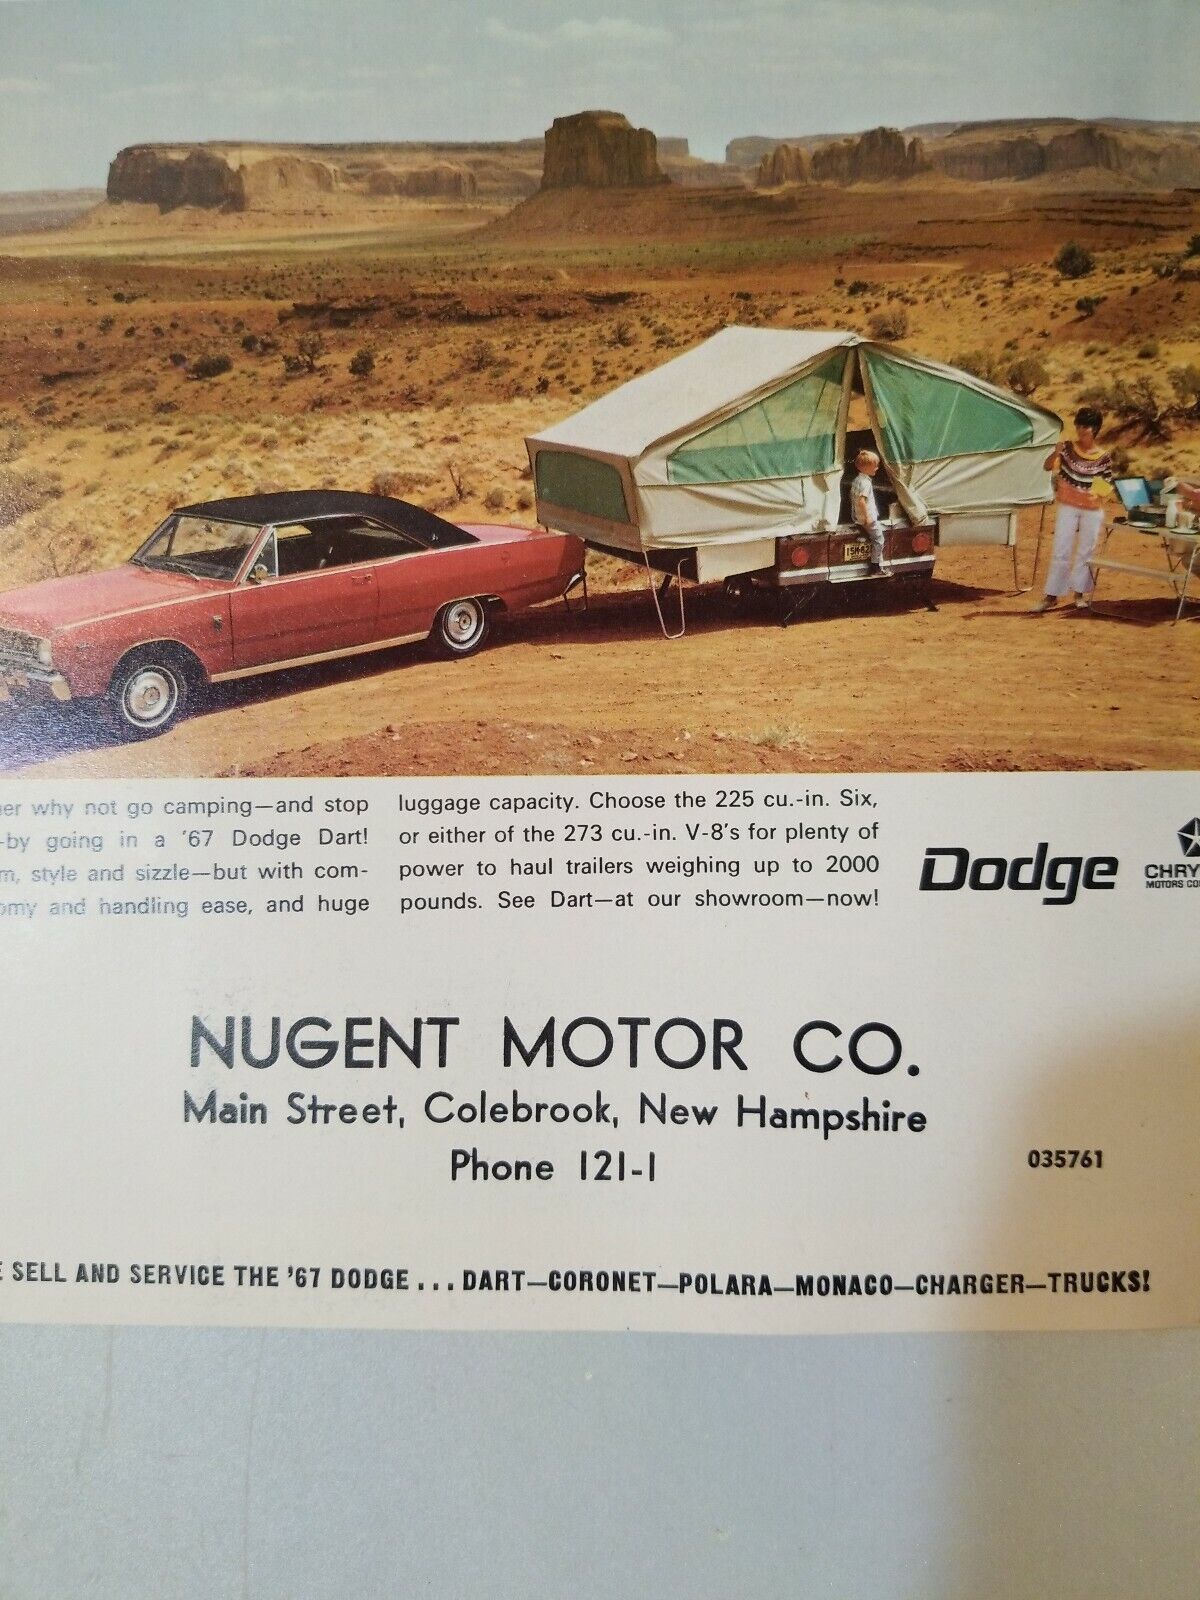 why not go camping—and stop
—by going in a '67 Dodge Dart!
style and sizzle—but with com-
and handling ease, and huge
luggage capacity. Choose the 225 cu.-in. Six,
or either of the 273 cu.-in. V-8's for plenty of
power to haul trailers weighing up to 2000
pounds. See Dart—at our showroom—now!
Dodge
CHRY
MOTORS CO
NUGENT MOTOR CO.
Main Street, Colebrook, New Hampshire
Phone 121-1
035761
E SELL AND SERVICE THE '67 DODGE ... DART—CORONET—POLARA—MONACO—CHARGER—TRUCKS!